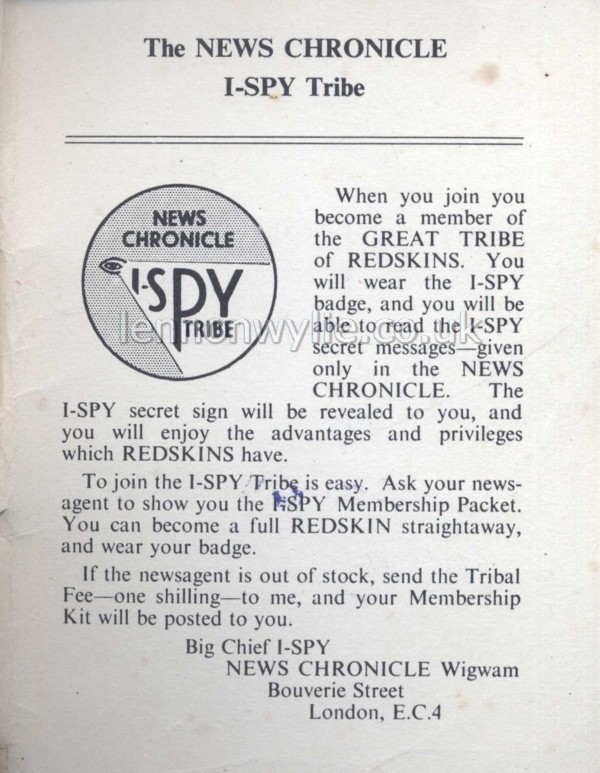 The NEWS CHRONICLE
I-SPY Tribe
NEWS
CHRONICLE
I-SPY
TRIBE
When you join you
become a member of
the GREAT TRIBE
of REDSKINS. You
will wear the I-SPY
badge, and you will be
able to read the I-SPY
secret messages—given
only in the NEWS
CHRONICLE. The
I-SPY secret sign will be revealed to you, and
you will enjoy the advantages and privileges
which REDSKINS have.
To join the I-SPY Tribe is easy. Ask your news-
agent to show you the I-SPY Membership Packet.
You can become a full REDSKIN straightaway,
and wear your badge.
If the newsagent is out of stock, send the Tribal
Fee—one shilling—to me, and your Membership
Kit will be posted to you.
Big Chief I-SPY
NEWS CHRONICLE Wigwam
Bouverie Street
London, E.C.4
lennonwylie.co.uk